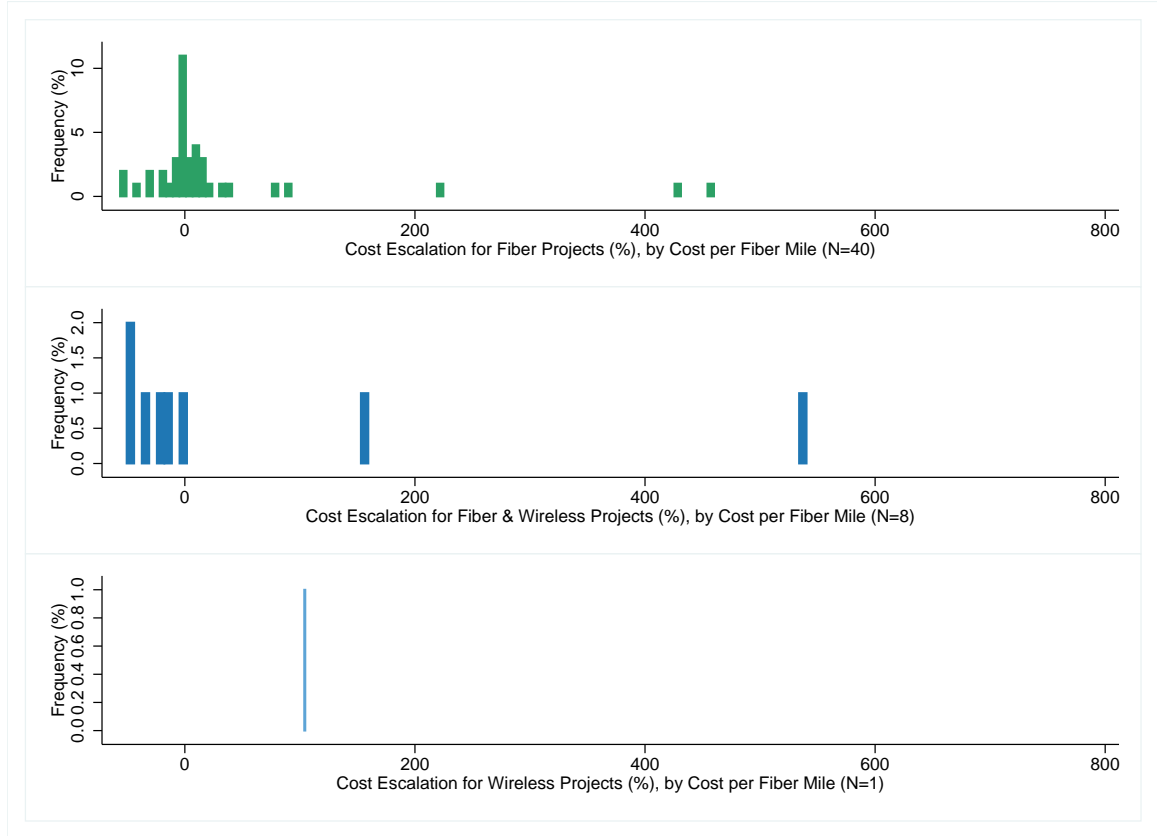 Frequency (%)
10
5
0
0 200 400 600 800
Cost Escalation for Fiber Projects (%), by Cost per Fiber Mile (N=40)
Frequency (%)
2.0
1.5
1.0
0.5
0.0
0 200 400 600 800
Cost Escalation for Fiber & Wireless Projects (%), by Cost per Fiber Mile (N=8)
Frequency (%)
1.0
0.8
0.6
0.4
0.2
0.0
0 200 400 600 800
Cost Escalation for Wireless Projects (%), by Cost per Fiber Mile (N=1)